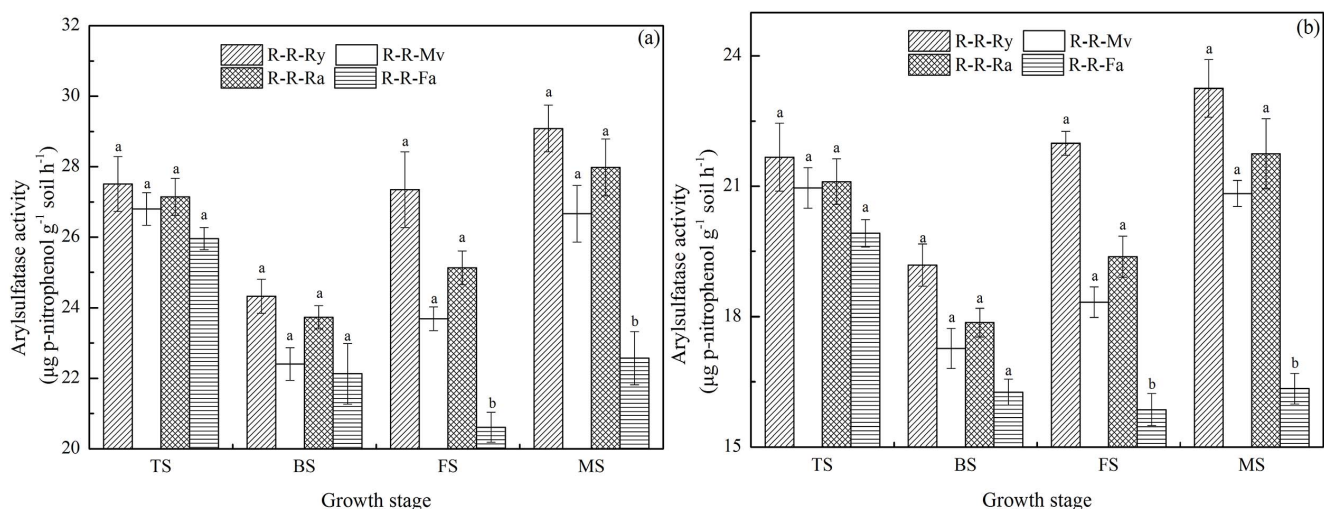 32
30
28
26
24
22
20
Arylsulfatase activity
(μg p-nitrophenol g⁻¹ soil h⁻¹)
(a)
R-R-Ry R-R-Mv
R-R-Ra R-R-Fa
a a a a
a a a a
a a a b
a a a b
TS BS FS MS
Growth stage
24
21
18
15
Arylsulfatase activity
(μg p-nitrophenol g⁻¹ soil h⁻¹)
(b)
R-R-Ry R-R-Mv
R-R-Ra R-R-Fa
a a a a
a a a a
a a a b
a a a b
TS BS FS MS
Growth stage